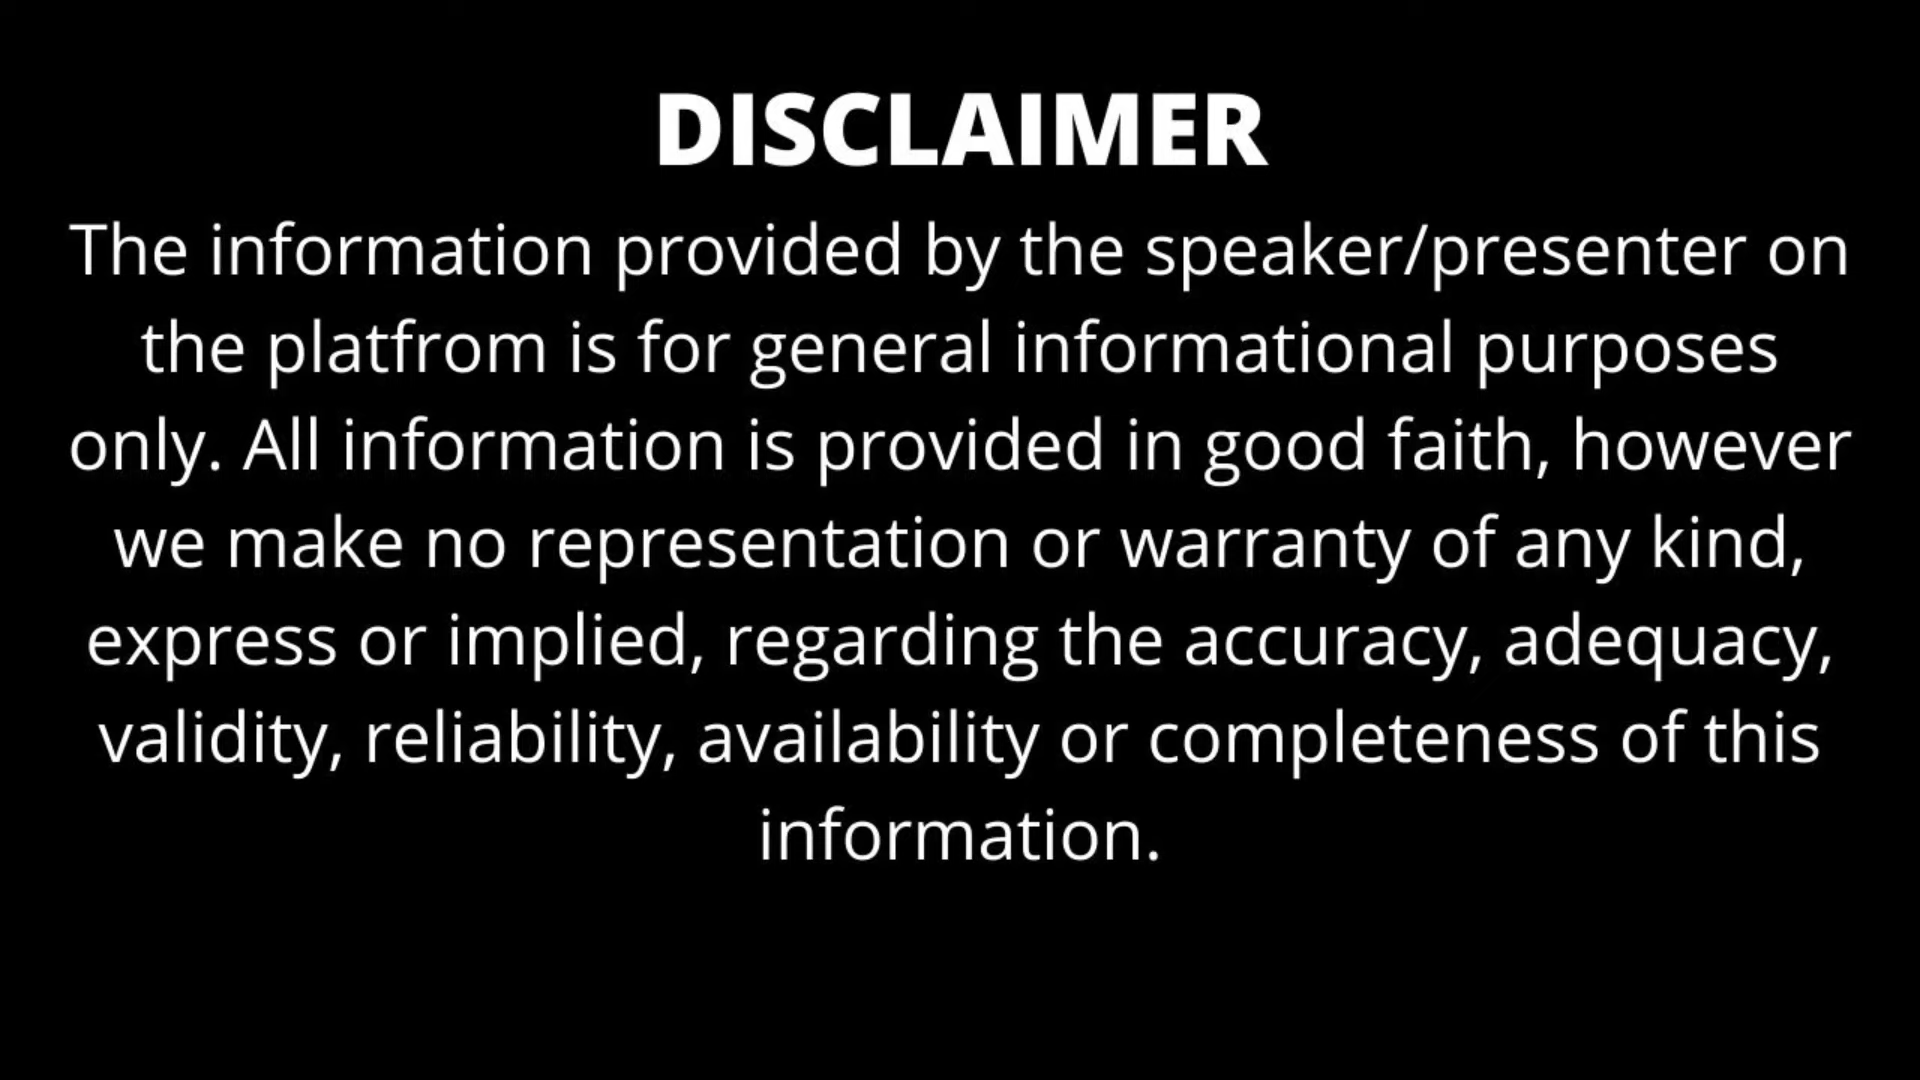 DISCLAIMER
The information provided by the speaker/presenter on
the platfrom is for general informational purposes
only. All information is provided in good faith, however
we make no representation or warranty of any kind,
express or implied, regarding the accuracy, adequacy,
validity, reliability, availability or completeness of this
information.